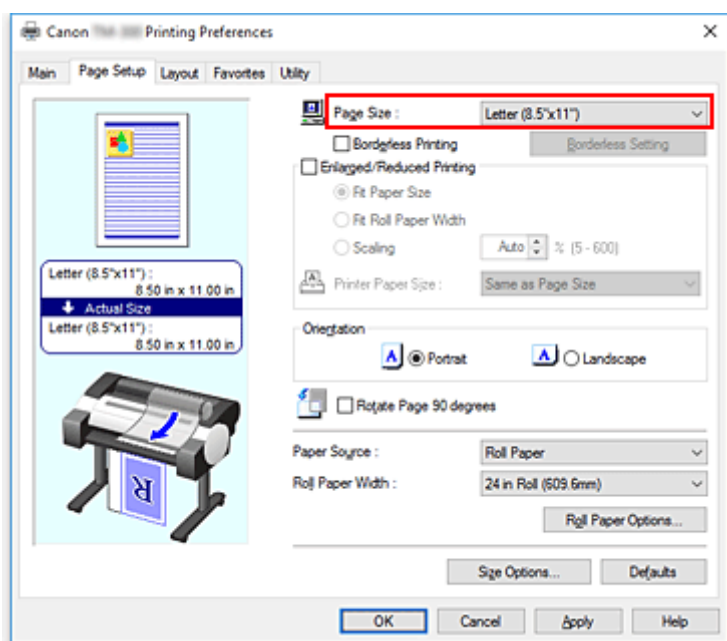 Canon Printing Preferences
Main Page Setup Layout Favorites Utility
Page Size : Letter (8.5"x11")
Borderless Printing Borderless Setting
Enlarged/Reduced Printing
Fit Paper Size
Fit Roll Paper Width
Scaling Auto % (5 - 600)
Printer Paper Size : Same as Page Size
Letter (8.5"x11") :
8.50 in x 11.00 in
Actual Size
Letter (8.5"x11") :
8.50 in x 11.00 in
Orientation
A Portrait A Landscape
Rotate Page 90 degrees
R
Paper Source : Roll Paper
Roll Paper Width : 24 in Roll (609.6mm)
Roll Paper Options...
Size Options... Defaults
OK Cancel Apply Help